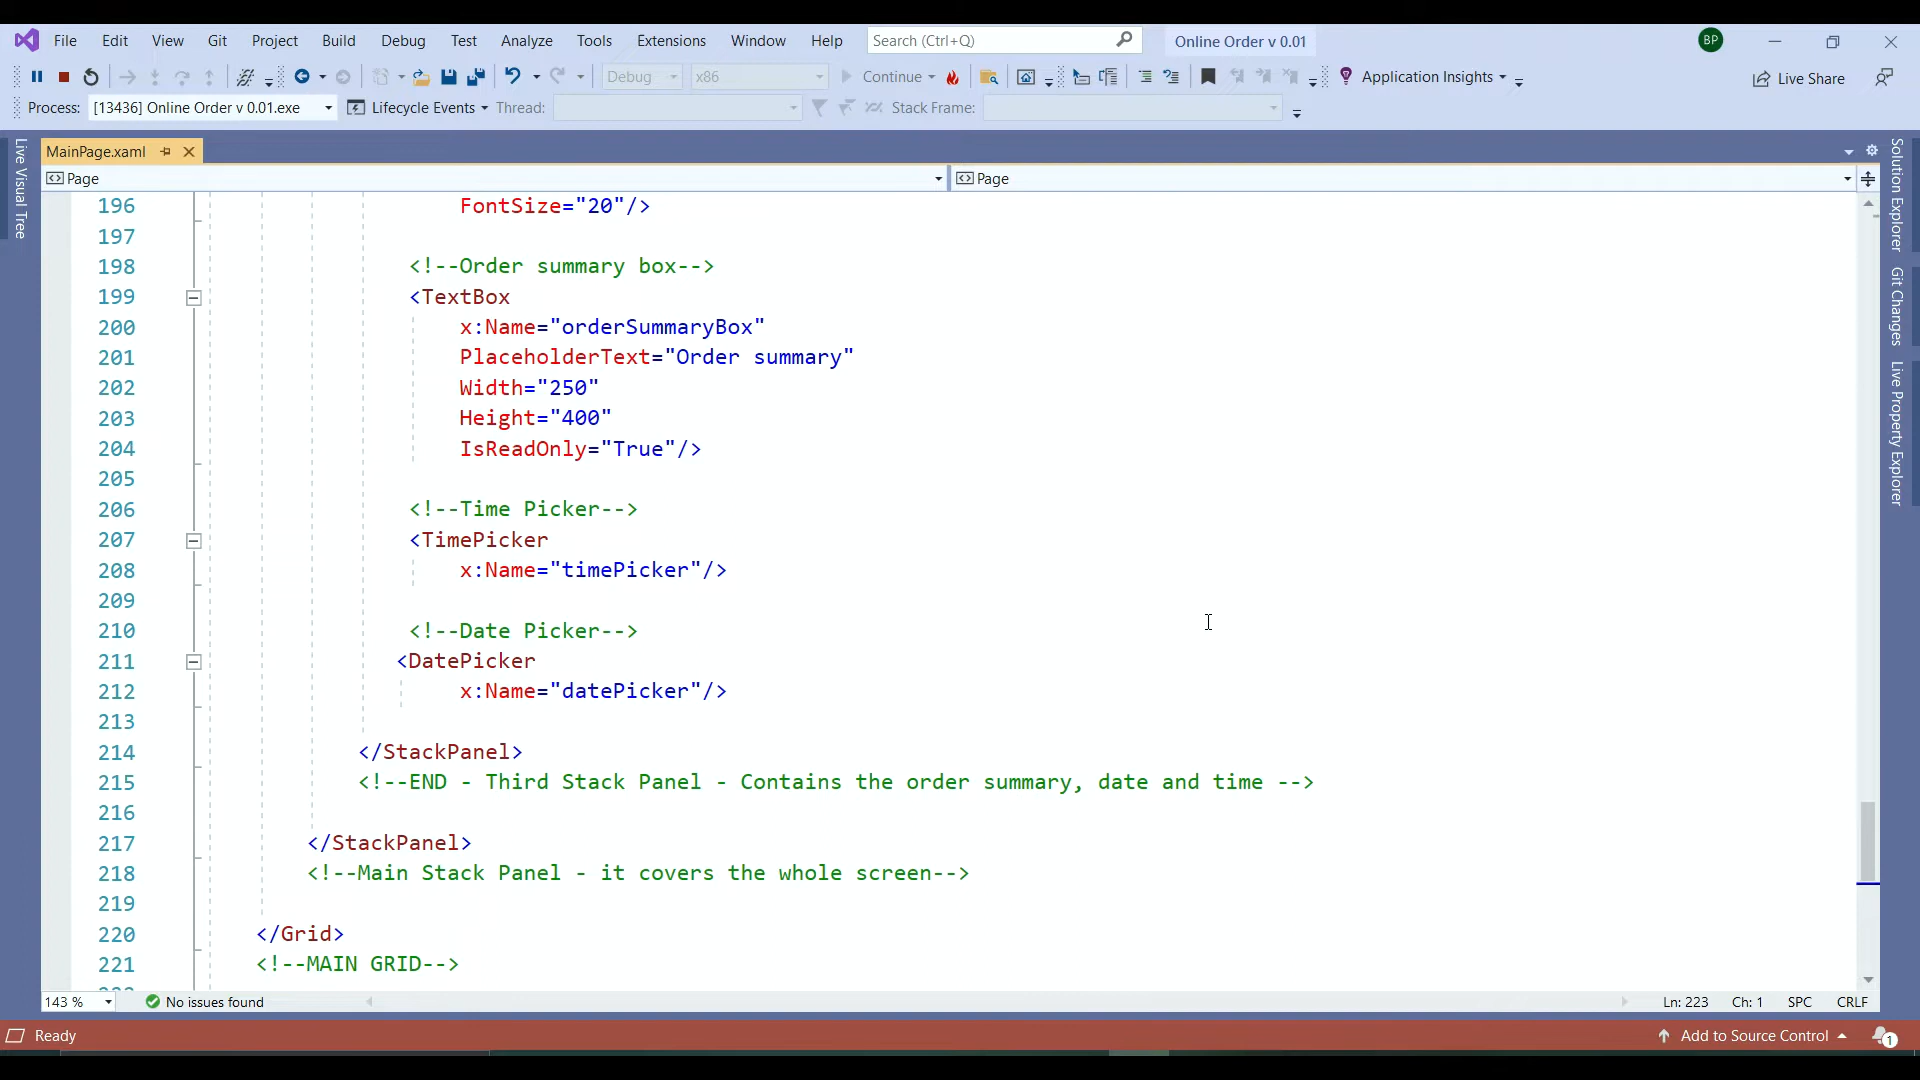 File Edit View Git Project Build Debug Test Analyze Tools Extensions Window Help Search (Ctrl+Q) Online Order v 0.01 BP
Debug x86 Continue Application Insights Live Share
Process: [13436] Online Order v 0.01.exe Lifecycle Events Thread: Stack Frame:
Live Visual Tree
MainPage.xaml
Page Page
196 FontSize="20"/>
197
198 <!--Order summary box-->
199 <TextBox
200 x:Name="orderSummaryBox"
201 PlaceholderText="Order summary"
202 Width="250"
203 Height="400"
204 IsReadOnly="True"/>
205
206 <!--Time Picker-->
207 <TimePicker
208 x:Name="timePicker"/>
209
210 <!--Date Picker-->
211 <DatePicker
212 x:Name="datePicker"/>
213
214 </StackPanel>
215 <!--END - Third Stack Panel - Contains the order summary, date and time -->
216
217 </StackPanel>
218 <!--Main Stack Panel - it covers the whole screen-->
219
220 </Grid>
221 <!--MAIN GRID-->
Solution Explorer
Git Changes
Live Property Explorer
143 % No issues found Ln: 223 Ch: 1 SPC CRLF
Ready Add to Source Control 1